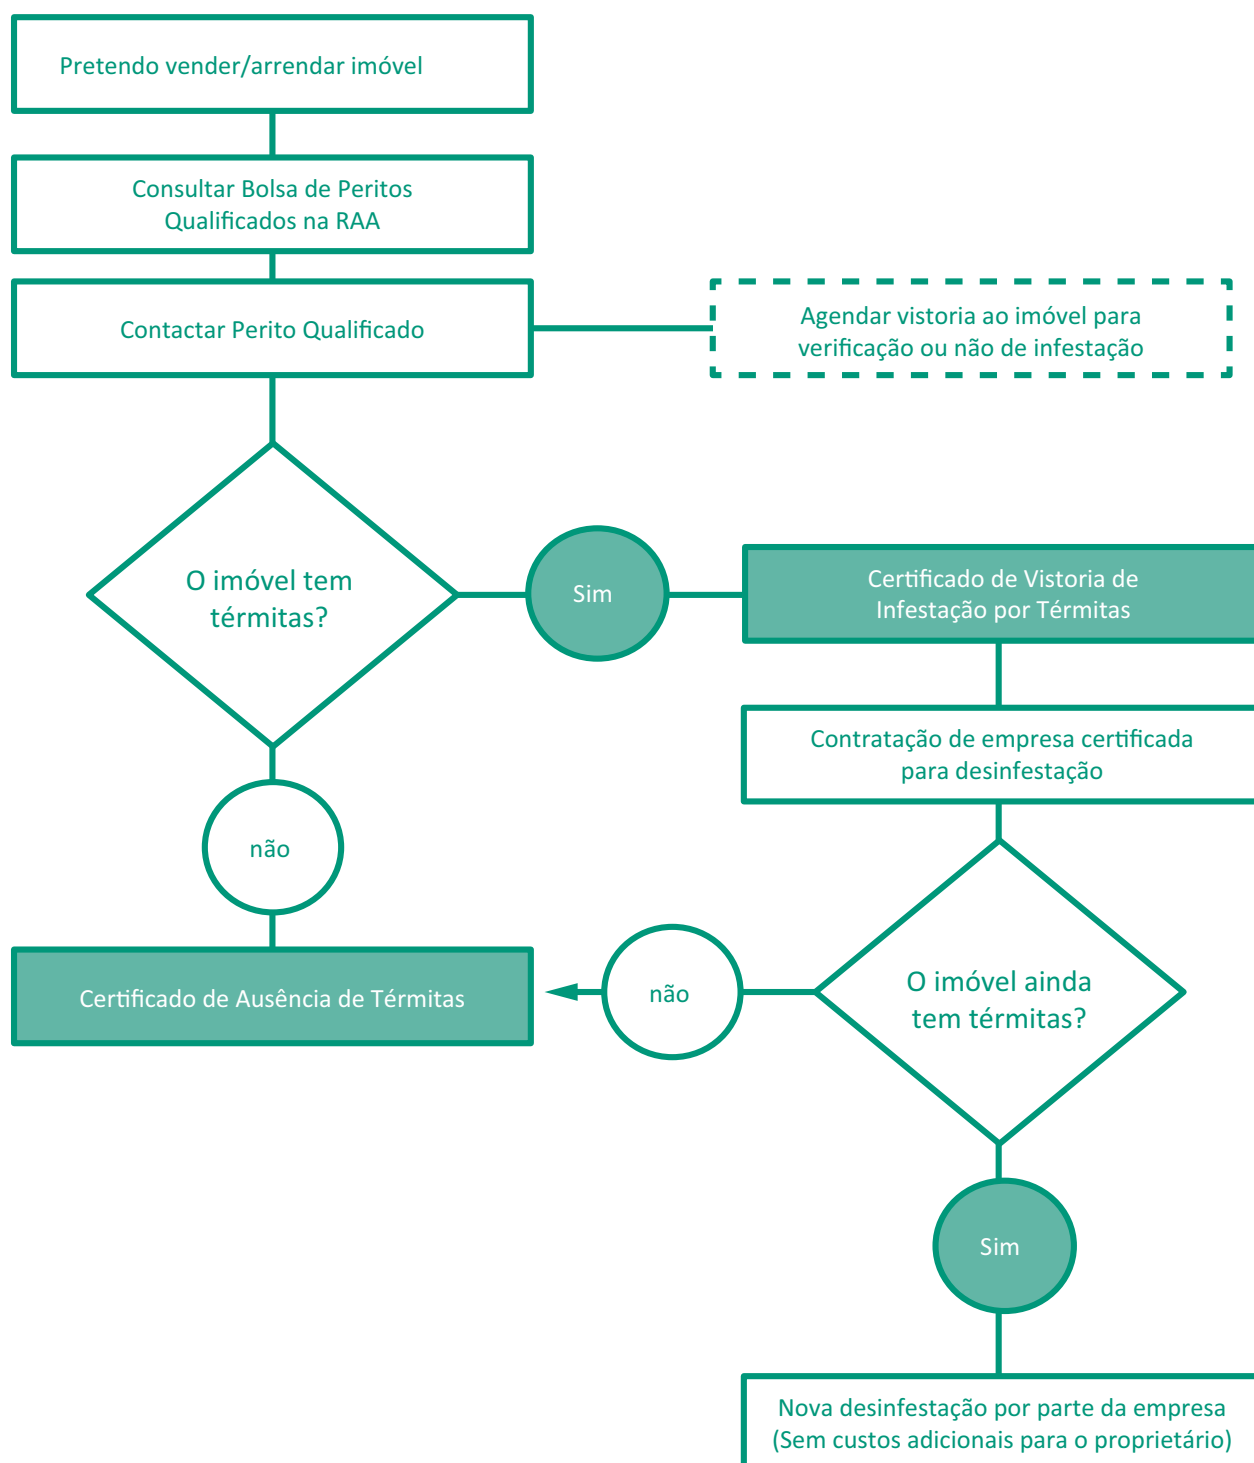 Pretendo vender/arrendar imóvel
Consultar Bolsa de Peritos
Qualificados na RAA
Contactar Perito Qualificado
Agendar vistoria ao imóvel para
verificação ou não de infestação
O imóvel tem
térmitas?
Sim
Certificado de Vistoria de
Infestação por Térmitas
Contratação de empresa certificada
para desinfestação
não
Certificado de Ausência de Térmitas
não
O imóvel ainda
tem térmitas?
Sim
Nova desinfestação por parte da empresa
(Sem custos adicionais para o proprietário)